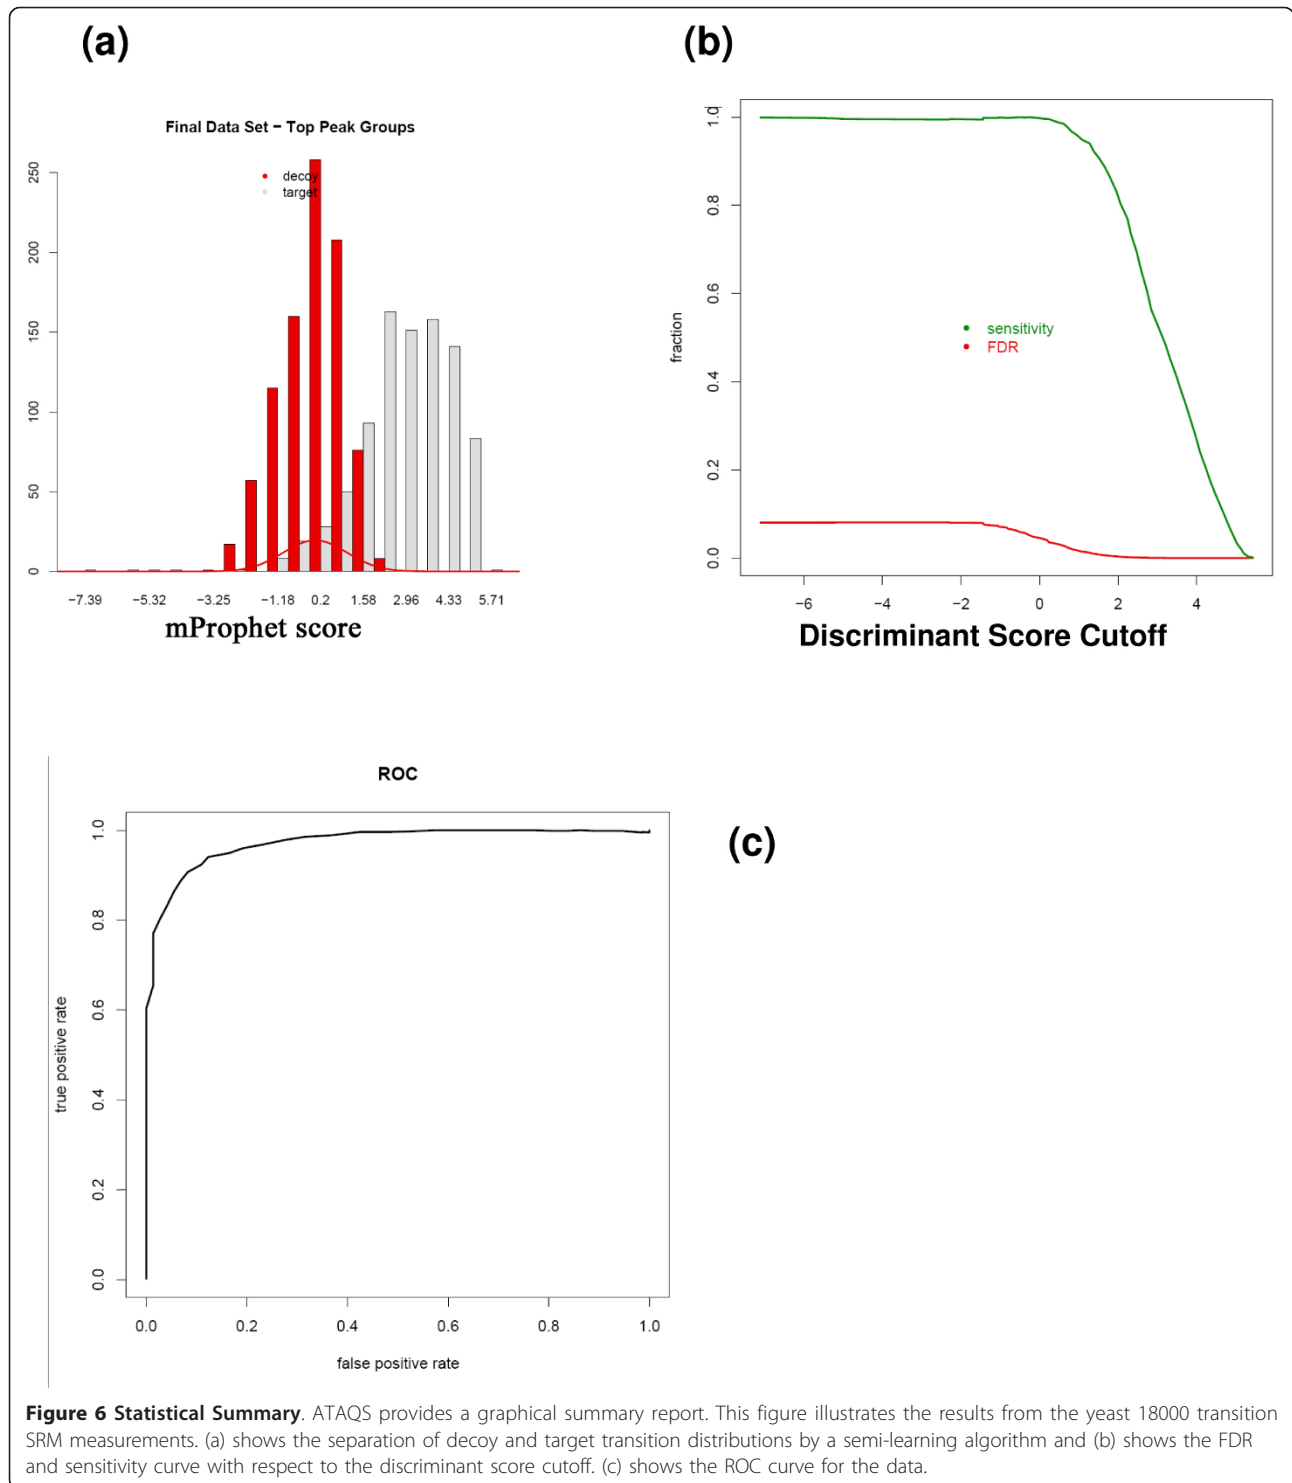 (a)
Final Data Set − Top Peak Groups
decoy
target
250
200
150
100
50
0
−7.39 −5.32 −3.25 −1.18 0.2 1.58 2.96 4.33 5.71
mProphet score
(b)
1.0
0.8
0.6
0.4
0.2
0.0
fraction
sensitivity
FDR
−6 −4 −2 0 2 4
Discriminant Score Cutoff
ROC
1.0
0.8
0.6
0.4
0.2
0.0
true positive rate
0.0 0.2 0.4 0.6 0.8 1.0
false positive rate
(c)
Figure 6 Statistical Summary. ATAQS provides a graphical summary report. This figure illustrates the results from the yeast 18000 transition
SRM measurements. (a) shows the separation of decoy and target transition distributions by a semi-learning algorithm and (b) shows the FDR
and sensitivity curve with respect to the discriminant score cutoff. (c) shows the ROC curve for the data.